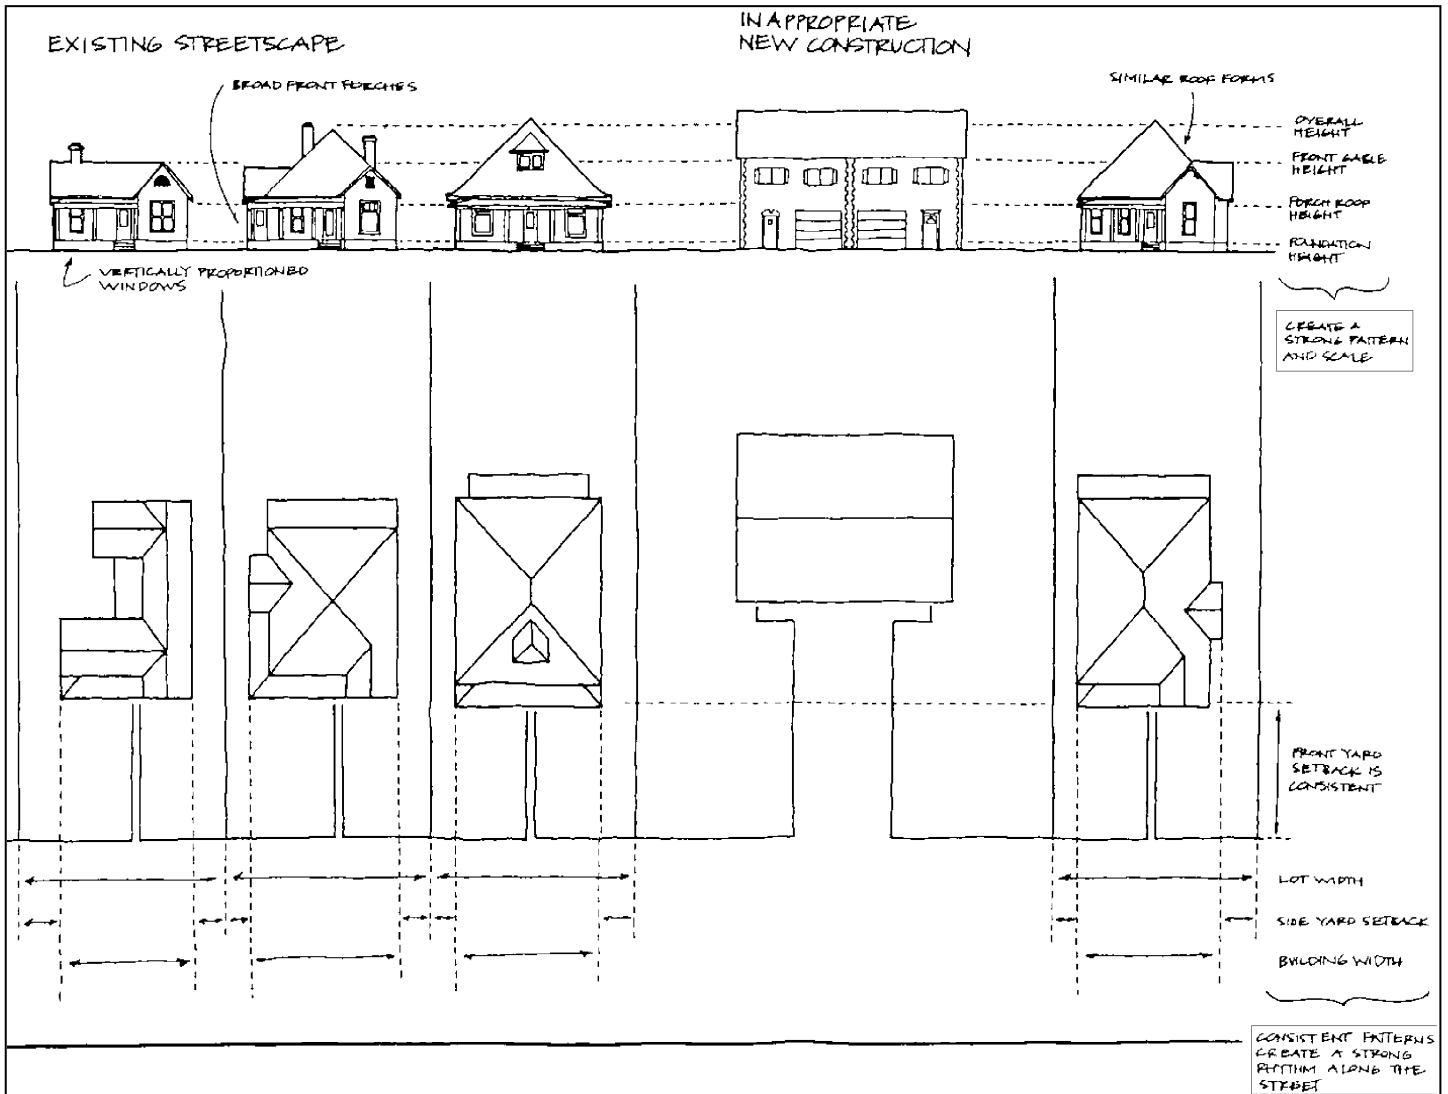 EXISTING STREETSCAPE
INAPPROPRIATE
NEW CONSTRUCTION
BROAD FRONT PORCHES
SIMILAR ROOF FORMS
OVERALL
HEIGHT
FRONT GABLE
HEIGHT
PORCH ROOF
HEIGHT
FOUNDATION
HEIGHT
VERTICALLY PROPORTIONED
WINDOWS
CREATE A
STRONG PATTERN
AND SCALE
FRONT YARD
SETBACK IS
CONSISTENT
LOT WIDTH
SIDE YARD SETBACK
BUILDING WIDTH
CONSISTENT PATTERNS
CREATE A STRONG
RHYTHM ALONG THE
STREET